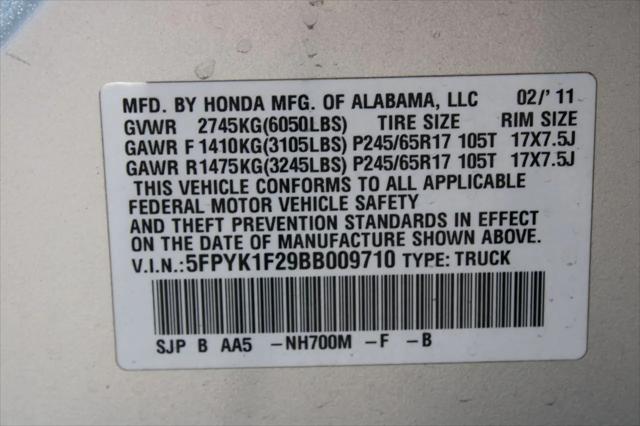 MFD. BY HONDA MFG. OF ALABAMA, LLC 02/' 11
GVWR 2745KG(6050LBS) TIRE SIZE RIM SIZE
GAWR F 1410KG(3105LBS) P245/65R17 105T 17X7.5J
GAWR R1475KG(3245LBS) P245/65R17 105T 17X7.5J
THIS VEHICLE CONFORMS TO ALL APPLICABLE
FEDERAL MOTOR VEHICLE SAFETY
AND THEFT PREVENTION STANDARDS IN EFFECT
ON THE DATE OF MANUFACTURE SHOWN ABOVE.
V.I.N.:5FPYK1F29BB009710 TYPE: TRUCK
SJP B AA5 -NH700M -F -B